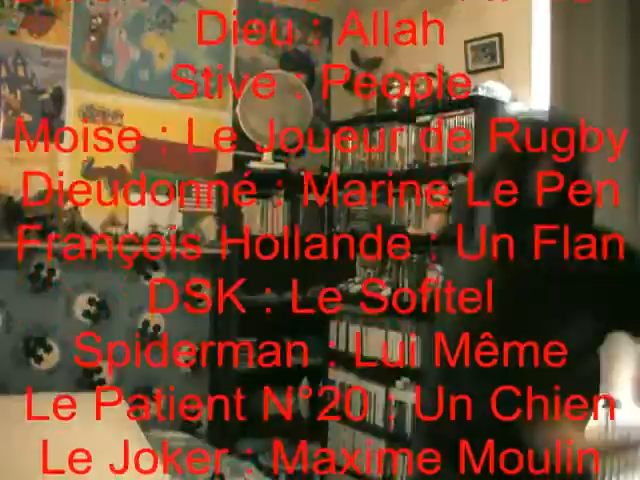 Dieu : Allah
Stive : People
Moise : Le Joueur de Rugby
Dieudonné : Marine Le Pen
François Hollande : Un Flan
DSK : Le Sofitel
Spiderman : Lui Même
Le Patient N°20 : Un Chien
Le Joker : Maxime Moulin